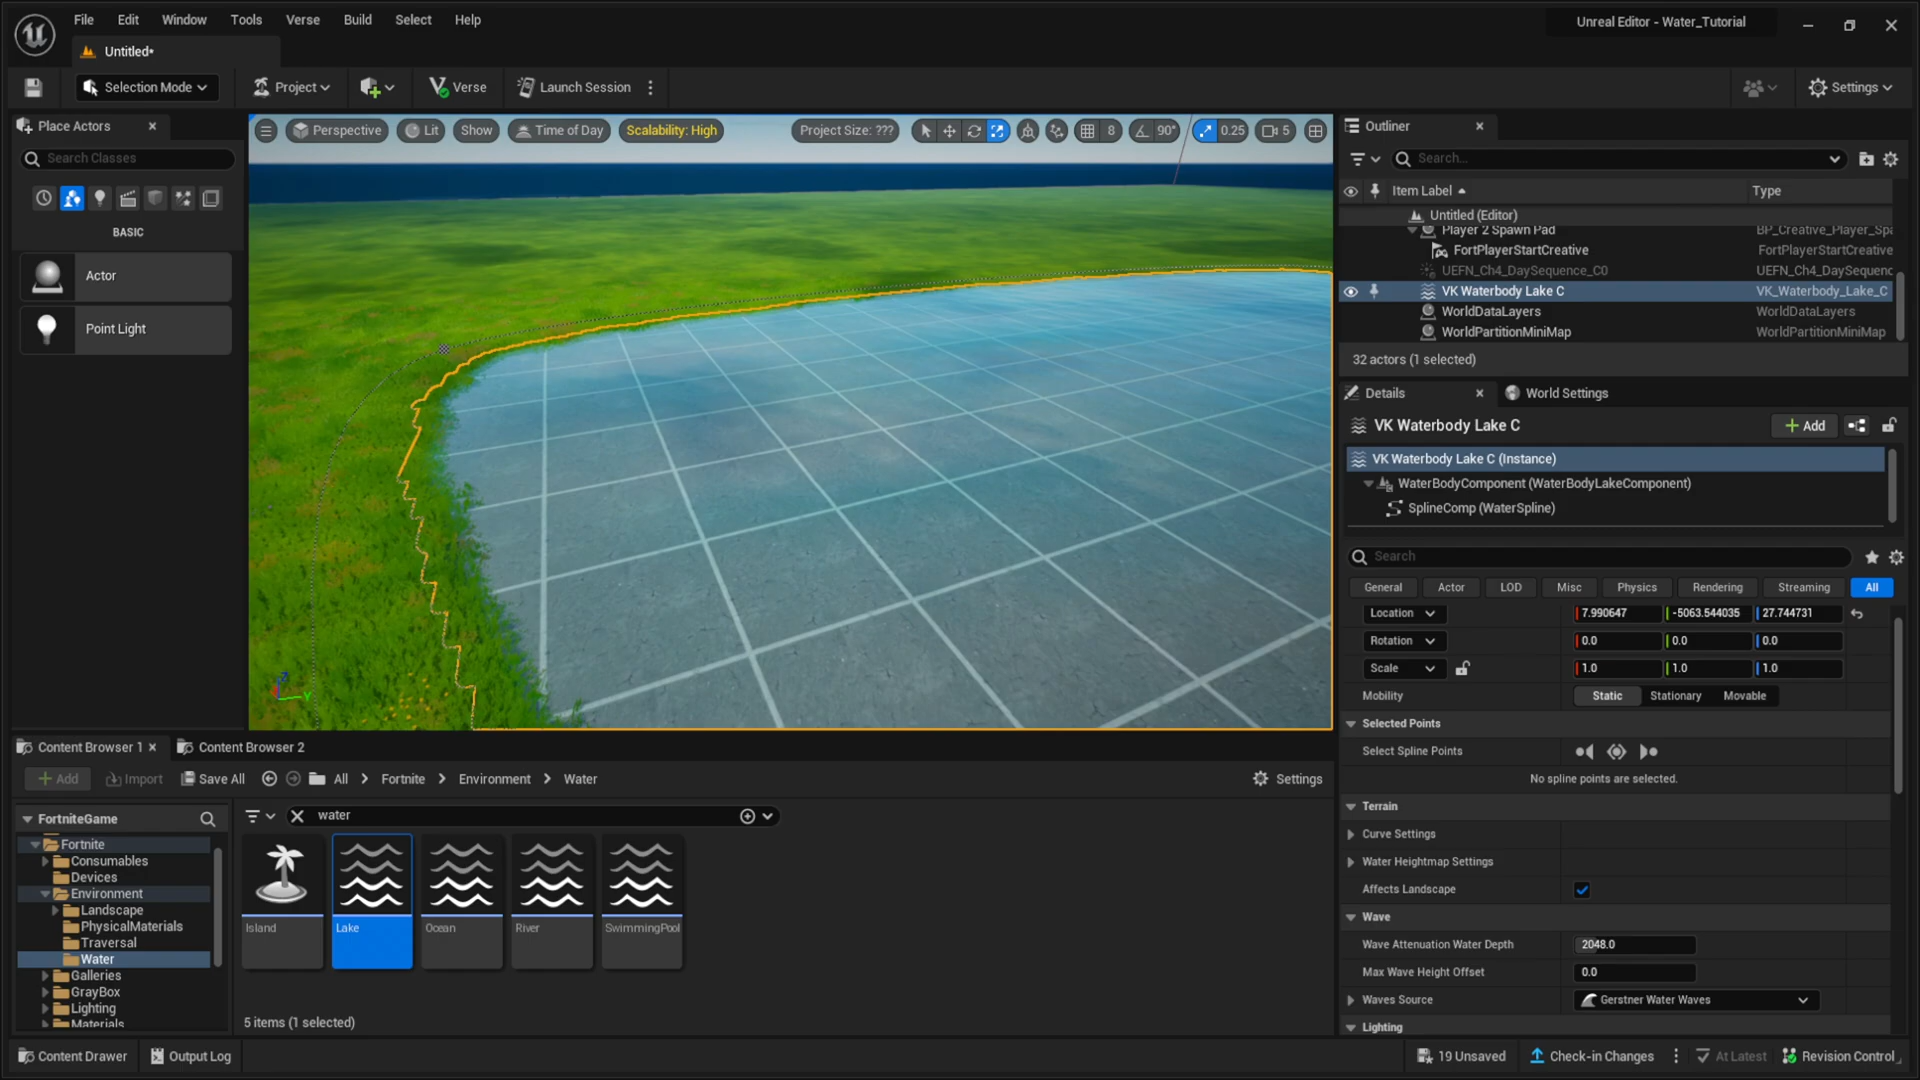 File Edit Window Tools Verse Build Select Help
Unreal Editor - Water_Tutorial
Untitled*
Selection Mode
Project
Verse
Launch Session
Settings
Place Actors
Search Classes
BASIC
Actor
Point Light
Perspective
Lit
Show
Time of Day
Scalability: High
Project Size: ???
8
90°
0.25
5
Outliner
Search...
Item Label
Type
Untitled (Editor)
Player 2 Spawn Pad BP_Creative_Player_Spa
FortPlayerStartCreative FortPlayerStartCreative
UEFN_Ch4_DaySequence_C0 UEFN_Ch4_DaySequenc
VK Waterbody Lake C VK_Waterbody_Lake_C
WorldDataLayers WorldDataLayers
WorldPartitionMiniMap WorldPartitionMiniMap
32 actors (1 selected)
Details
World Settings
VK Waterbody Lake C
Add
VK Waterbody Lake C (Instance)
WaterBodyComponent (WaterBodyLakeComponent)
SplineComp (WaterSpline)
Search
General Actor LOD Misc Physics Rendering Streaming All
Location 7.990647 -5063.544035 27.744731
Rotation 0.0 0.0 0.0
Scale 1.0 1.0 1.0
Mobility Static Stationary Movable
Selected Points
Select Spline Points
No spline points are selected.
Terrain
Curve Settings
Water Heightmap Settings
Affects Landscape
Wave
Wave Attenuation Water Depth 2048.0
Max Wave Height Offset 0.0
Waves Source Gerstner Water Waves
Lighting
Z
Y
Content Browser 1
Content Browser 2
Add
Import
Save All
All
Fortnite
Environment
Water
Settings
FortniteGame
Fortnite
Consumables
Devices
Environment
Landscape
PhysicalMaterials
Traversal
Water
Galleries
GrayBox
Lighting
Materials
water
Island
Lake
Ocean
River
SwimmingPool
5 items (1 selected)
Content Drawer
Output Log
19 Unsaved
Check-in Changes
At Latest
Revision Control